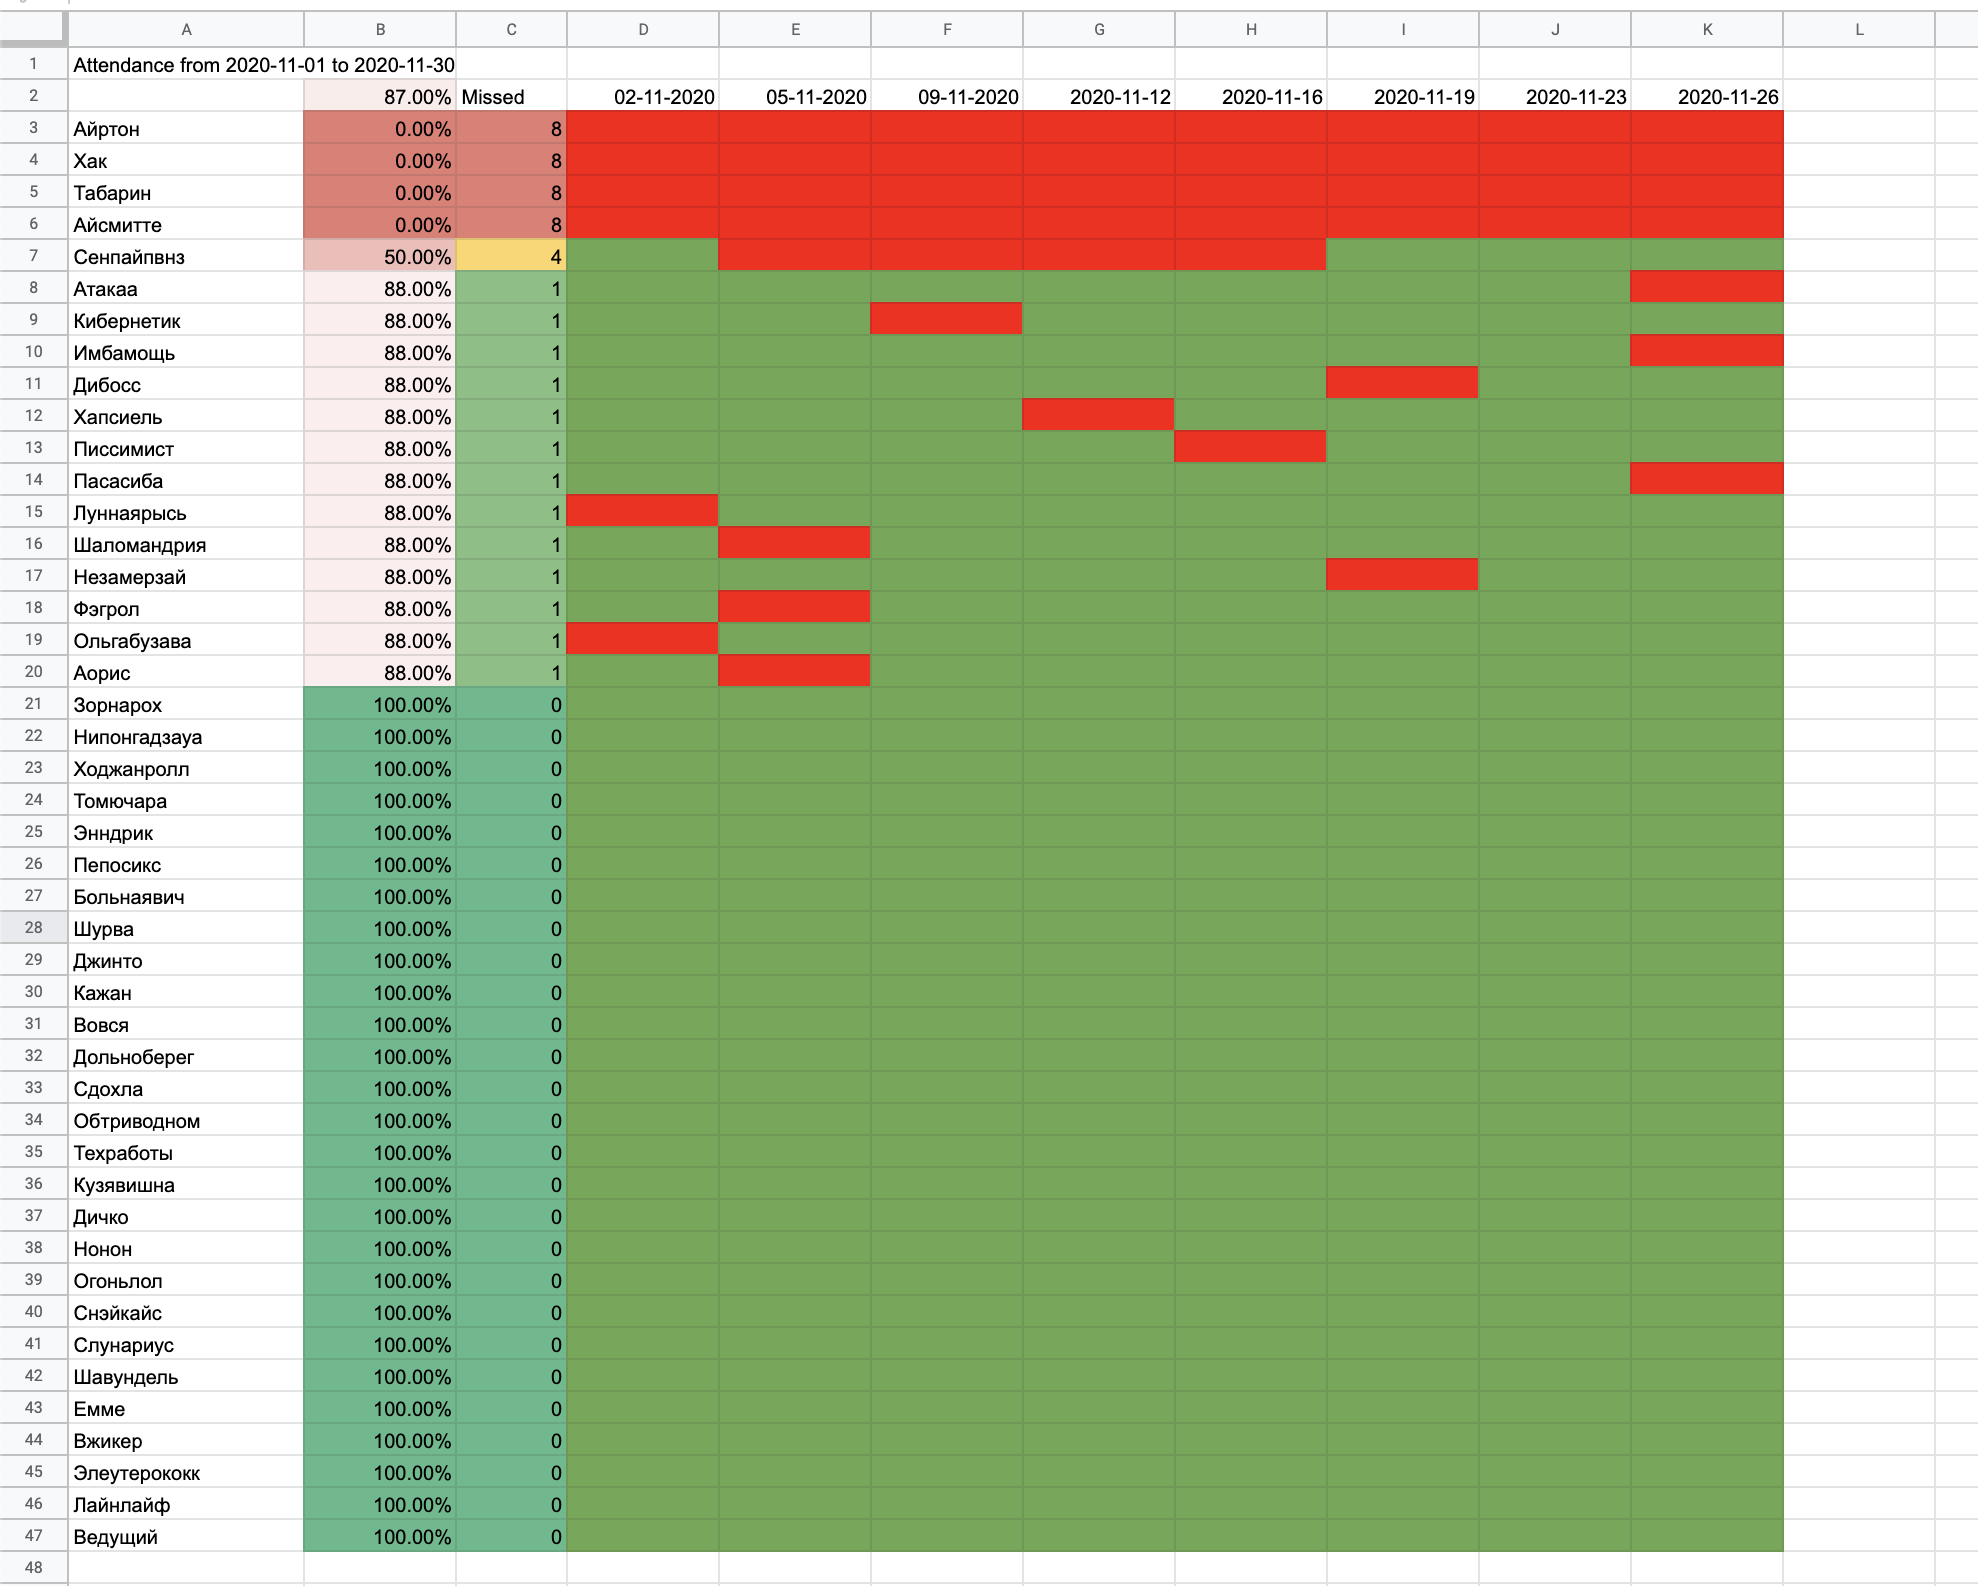 A B C D E F G H I J K L
1 Attendance from 2020-11-01 to 2020-11-30
2 87.00% Missed 02-11-2020 05-11-2020 09-11-2020 2020-11-12 2020-11-16 2020-11-19 2020-11-23 2020-11-26
3 Айртон 0.00% 8
4 Хак 0.00% 8
5 Табарин 0.00% 8
6 Айсмитте 0.00% 8
7 Сенпайпвнз 50.00% 4
8 Атакаа 88.00% 1
9 Кибернетик 88.00% 1
10 Имбамощь 88.00% 1
11 Дибосс 88.00% 1
12 Хапсиель 88.00% 1
13 Писсимист 88.00% 1
14 Пасасиба 88.00% 1
15 Луннаярысь 88.00% 1
16 Шаломандрия 88.00% 1
17 Незамерзай 88.00% 1
18 Фэгрол 88.00% 1
19 Ольгабузава 88.00% 1
20 Аорис 88.00% 1
21 Зорнарох 100.00% 0
22 Нипонгадзауа 100.00% 0
23 Ходжанролл 100.00% 0
24 Томючара 100.00% 0
25 Энндрик 100.00% 0
26 Пепосикс 100.00% 0
27 Больнаявич 100.00% 0
28 Шурва 100.00% 0
29 Джинто 100.00% 0
30 Кажан 100.00% 0
31 Вовся 100.00% 0
32 Дольноберег 100.00% 0
33 Сдохла 100.00% 0
34 Обтриводном 100.00% 0
35 Техработы 100.00% 0
36 Кузявишна 100.00% 0
37 Дичко 100.00% 0
38 Нонон 100.00% 0
39 Огоньлол 100.00% 0
40 Снэйкайс 100.00% 0
41 Слунариус 100.00% 0
42 Шавундель 100.00% 0
43 Емме 100.00% 0
44 Вжикер 100.00% 0
45 Элеутерококк 100.00% 0
46 Лайнлайф 100.00% 0
47 Ведущий 100.00% 0
48